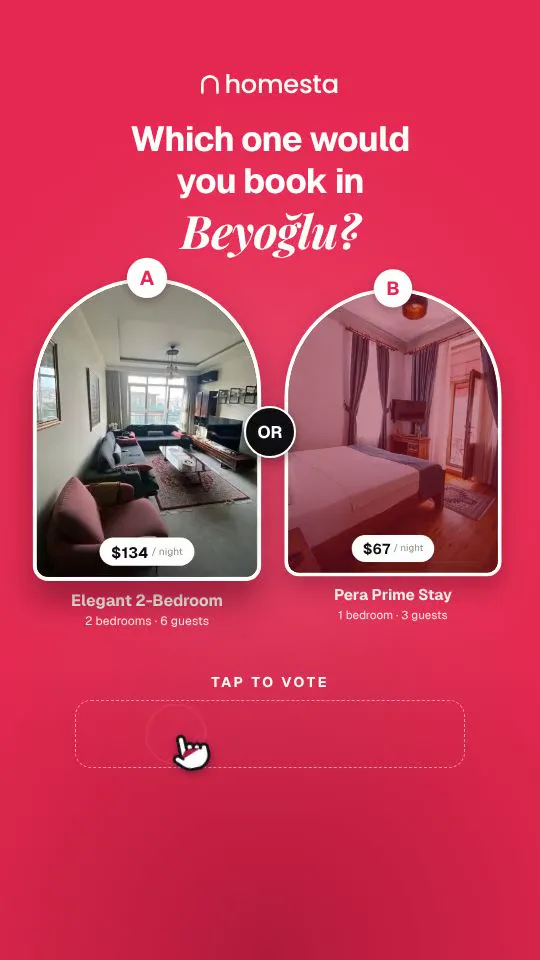 homesta
Which one would
you book in
Beyoğlu?
A
B
OR
$134 / night
$67 / night
Elegant 2-Bedroom
2 bedrooms · 6 guests
Pera Prime Stay
1 bedroom · 3 guests
TAP TO VOTE